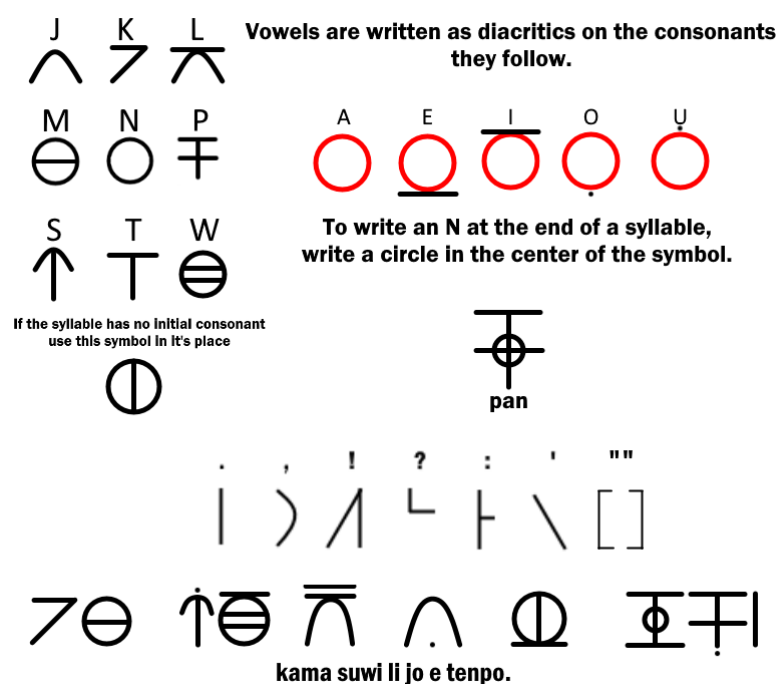 J K L
Vowels are written as diacritics on the consonants
they follow.
M N P
A E I O U
S T W
To write an N at the end of a syllable,
write a circle in the center of the symbol.
If the syllable has no initial consonant
use this symbol in it's place
pan
. , ! ? : ' ""
kama suwi li jo e tenpo.